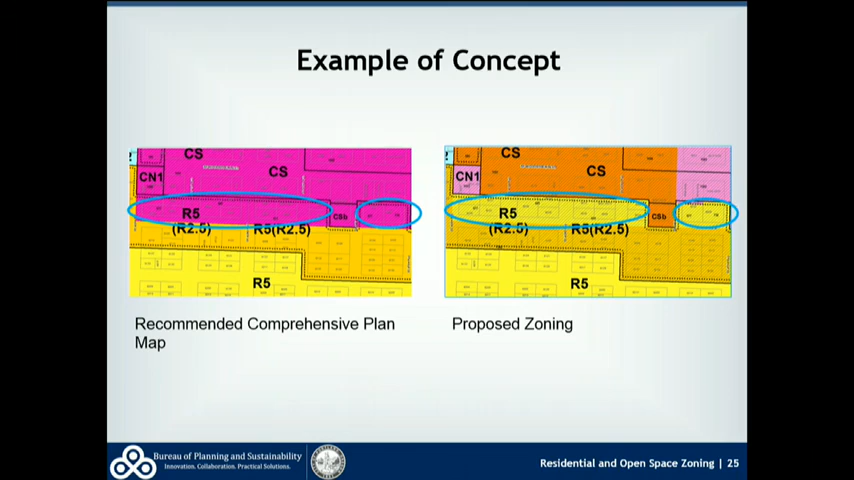 Example of Concept
CS
CN1
CS
R5
CSb
(R2.5)
R5(R2.5)
R5
CS
CN1
CS
R5
CSb
(R2.5)
R5(R2.5)
R5
Recommended Comprehensive Plan
Map
Proposed Zoning
Bureau of Planning and Sustainability
Innovation. Collaboration. Practical Solutions.
Residential and Open Space Zoning | 25